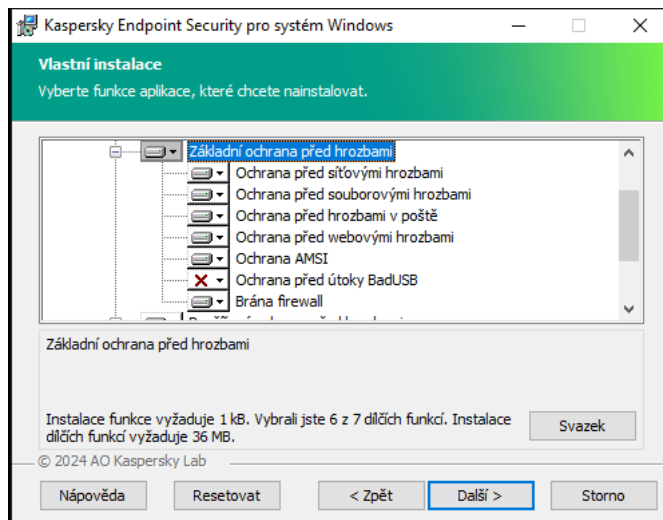 Kaspersky Endpoint Security pro systém Windows
Vlastní instalace
Vyberte funkce aplikace, které chcete nainstalovat.
Základní ochrana před hrozbami
Ochrana před síťovými hrozbami
Ochrana před souborovými hrozbami
Ochrana před hrozbami v poště
Ochrana před webovými hrozbami
Ochrana AMSI
Ochrana před útoky BadUSB
Brána firewall
Základní ochrana před hrozbami
Instalace funkce vyžaduje 1 kB. Vybrali jste 6 z 7 dílčích funkcí. Instalace
dílčích funkcí vyžaduje 36 MB.
Svazek
© 2024 AO Kaspersky Lab
Nápověda
Resetovat
< Zpět
Další >
Storno